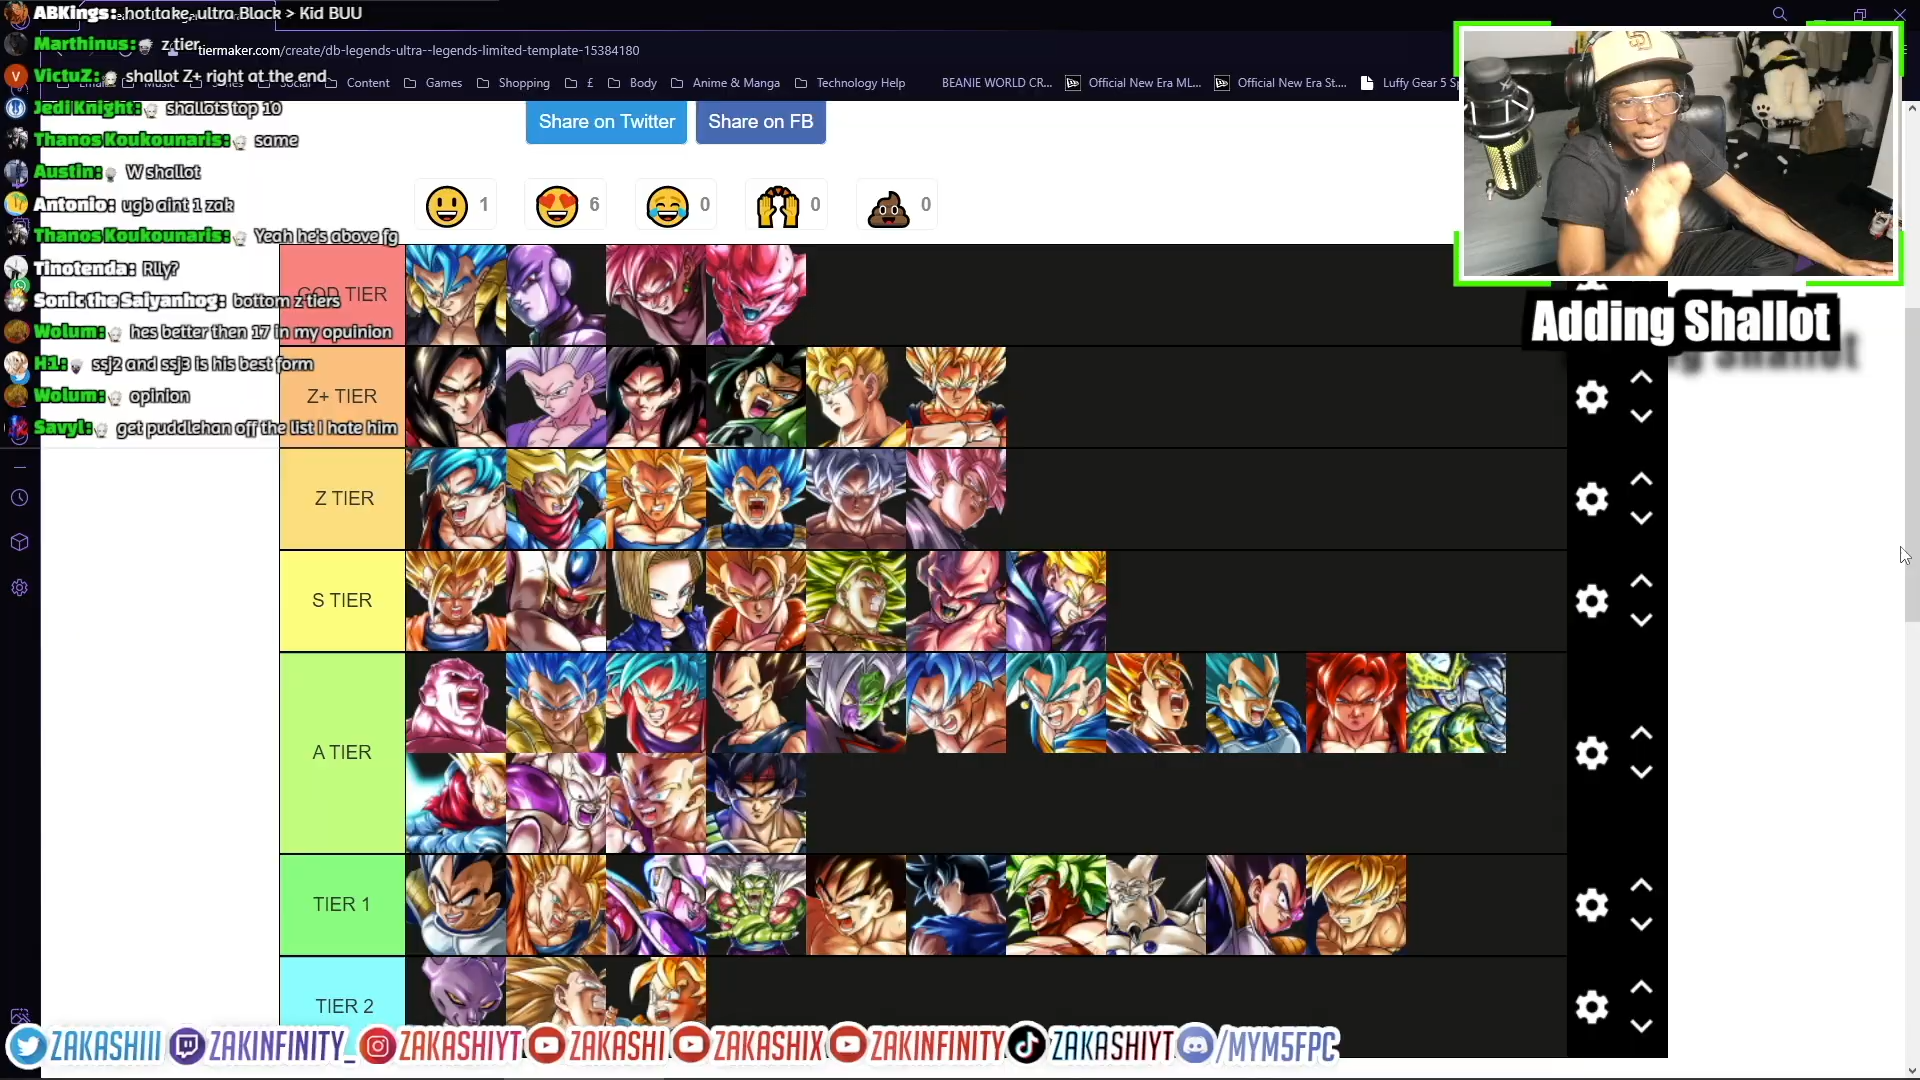 ABKings: hot take, ultra Black > Kid BUU
Marthinus: z tier
tiermaker.com/create/db-legends-ultra--legends-limited-template-15384180
VictuZ: shallot Z+ right at the end
Content Games Shopping £ Body Anime & Manga Technology Help BEANIE WORLD CR... Official New Era ML... Official New Era St.... Luffy Gear 5
Jedi Knight: shallots top 10
Share on Twitter Share on FB
Thanos Koukounaris: same
Austin: W shallot
Antonio: ugb aint 1 zak
1 6 0 0 0
Thanos Koukounaris: Yeah he's above fg
Tinotenda: Rlly?
Sonic the Saiyanhog: bottom z tiers
GOD TIER
Wolum: hes better then 17 in my opuinion
Adding Shallot
H1: ssj2 and ssj3 is his best form
Wolum: opinion
Z+ TIER
Savyl: get puddlehan off the list I hate him
Z TIER
S TIER
A TIER
TIER 1
TIER 2
ZAKASHIII ZAKINFINITY_ ZAKASHIYT ZAKASHI ZAKASHIX ZAKINFINITY ZAKASHIYT /MYM5FPC